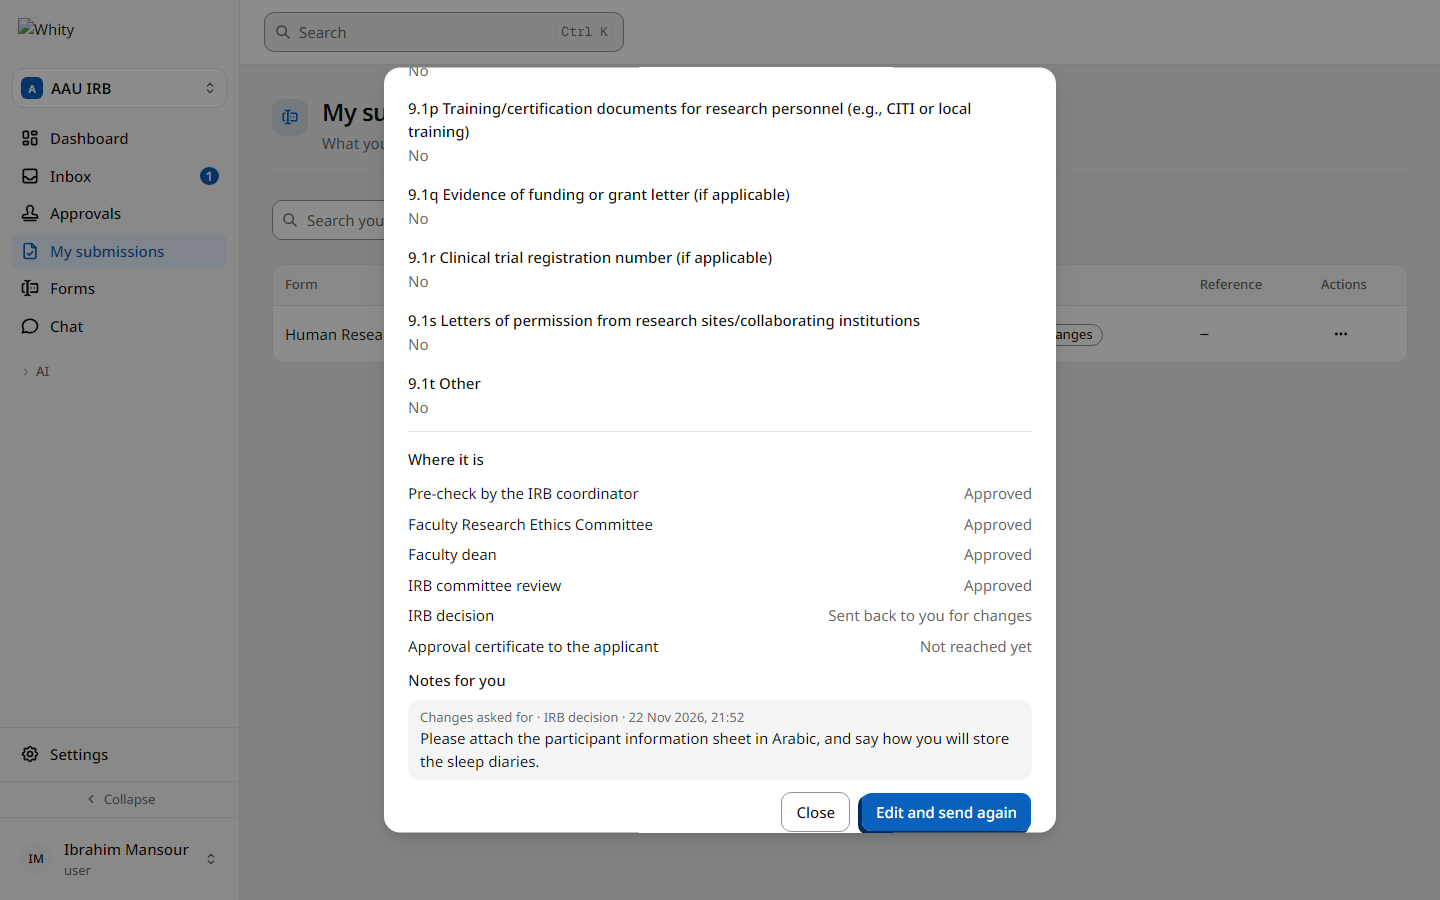 Whity
Search
Ctrl K
A
AAU IRB
Dashboard
Inbox
1
Approvals
My submissions
Forms
Chat
AI
Settings
Collapse
IM
Ibrahim Mansour
user
My su
What you
Search you
Form
Reference
Actions
Human Resea
anges
–
No
9.1p Training/certification documents for research personnel (e.g., CITI or local
training)
No
9.1q Evidence of funding or grant letter (if applicable)
No
9.1r Clinical trial registration number (if applicable)
No
9.1s Letters of permission from research sites/collaborating institutions
No
9.1t Other
No
Where it is
Pre-check by the IRB coordinator Approved
Faculty Research Ethics Committee Approved
Faculty dean Approved
IRB committee review Approved
IRB decision Sent back to you for changes
Approval certificate to the applicant Not reached yet
Notes for you
Changes asked for · IRB decision · 22 Nov 2026, 21:52
Please attach the participant information sheet in Arabic, and say how you will store
the sleep diaries.
Close
Edit and send again